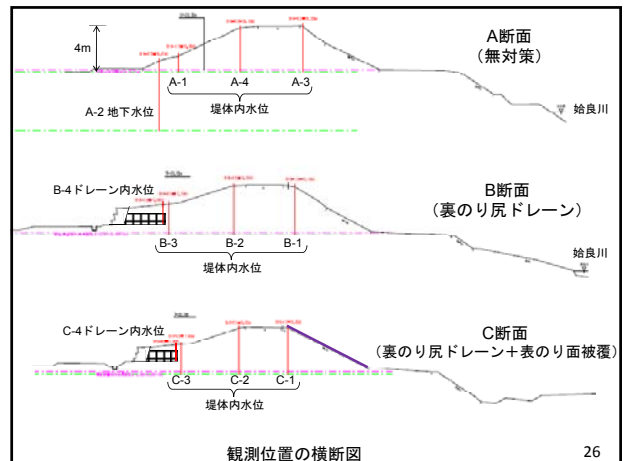 4m
A断面
(無対策)
A-1
A-4
A-3
A-2 地下水位
堤体内水位
姶良川
B-4ドレーン内水位
B断面
(裏のり尻ドレーン)
B-3
B-2
B-1
堤体内水位
姶良川
C-4ドレーン内水位
C断面
(裏のり尻ドレーン+表のり面被覆)
C-3
C-2
C-1
堤体内水位
観測位置の横断図
26